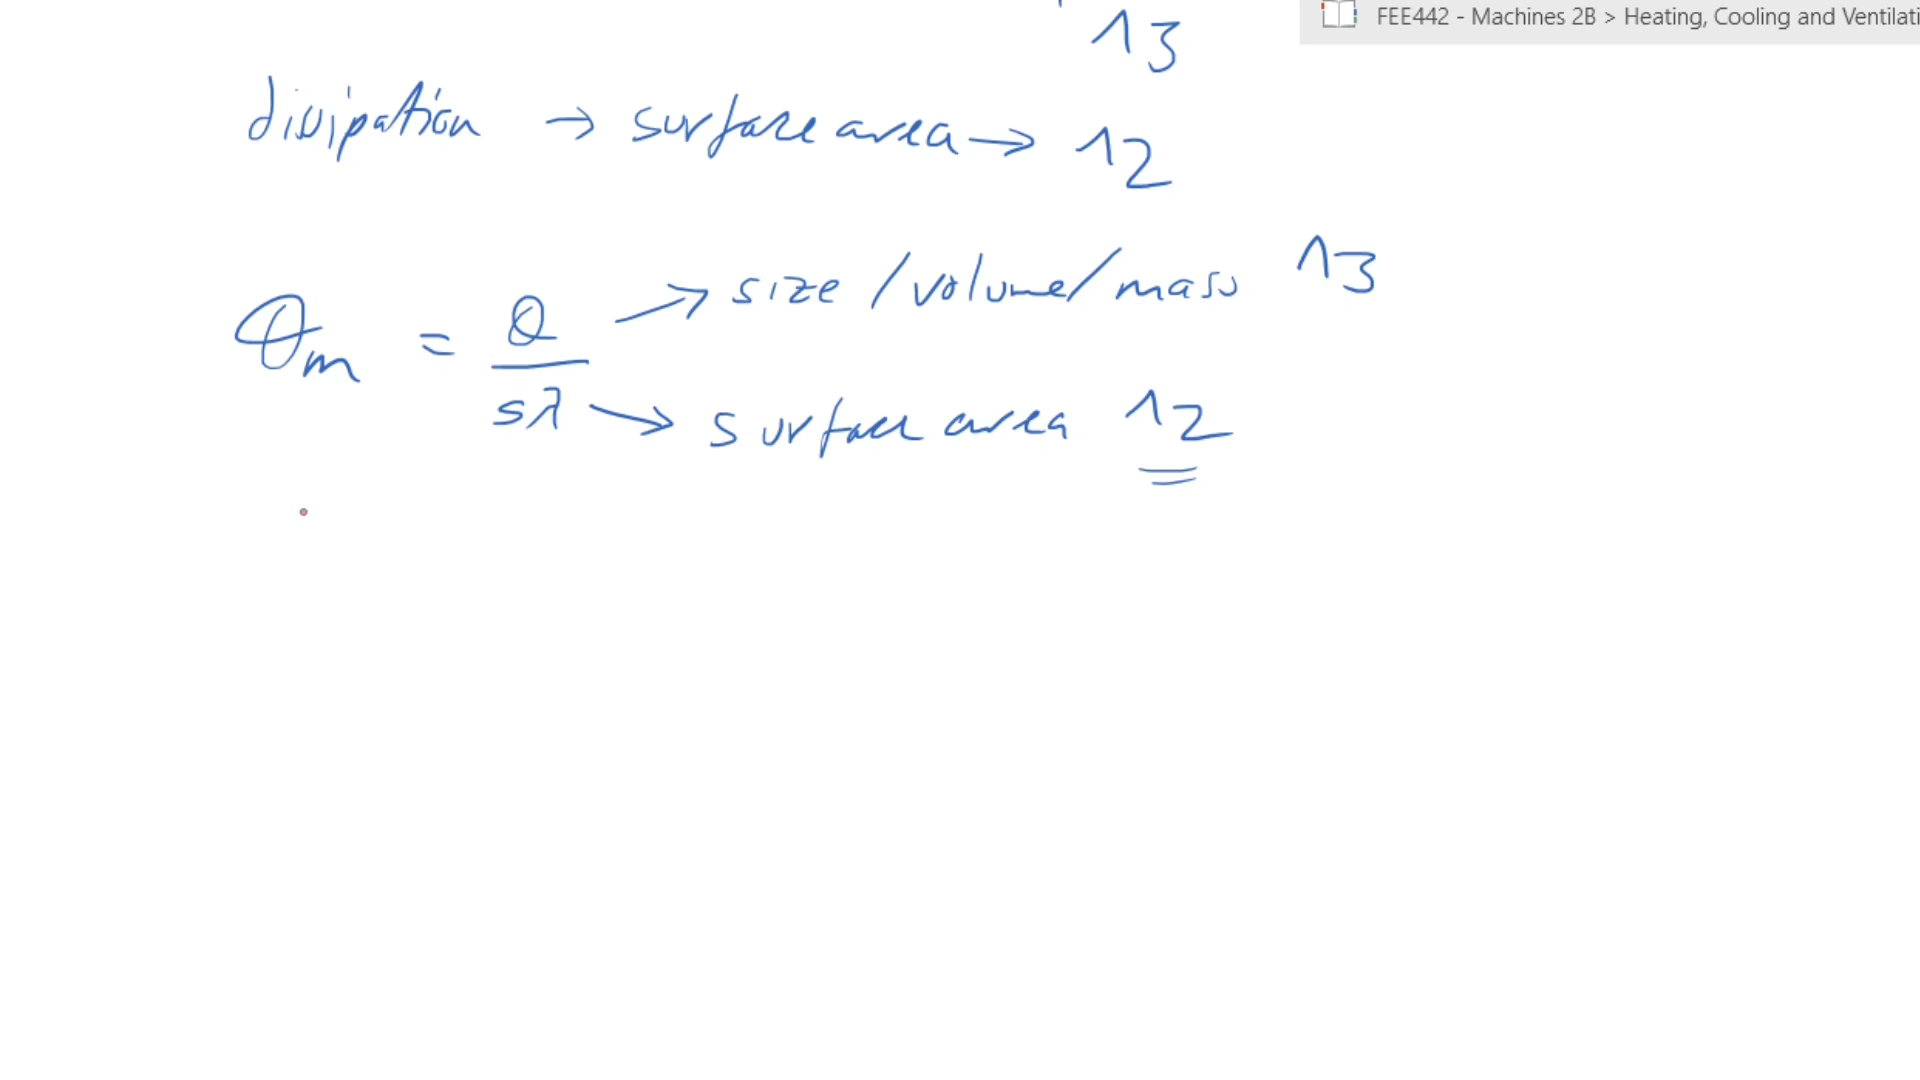 ^3
FEE442 - Machines 2B > Heating, Cooling and Ventilati
dissipation → surface area → ^2
θm = Q → size / volume / mass ^3
sλ → surface area ^2